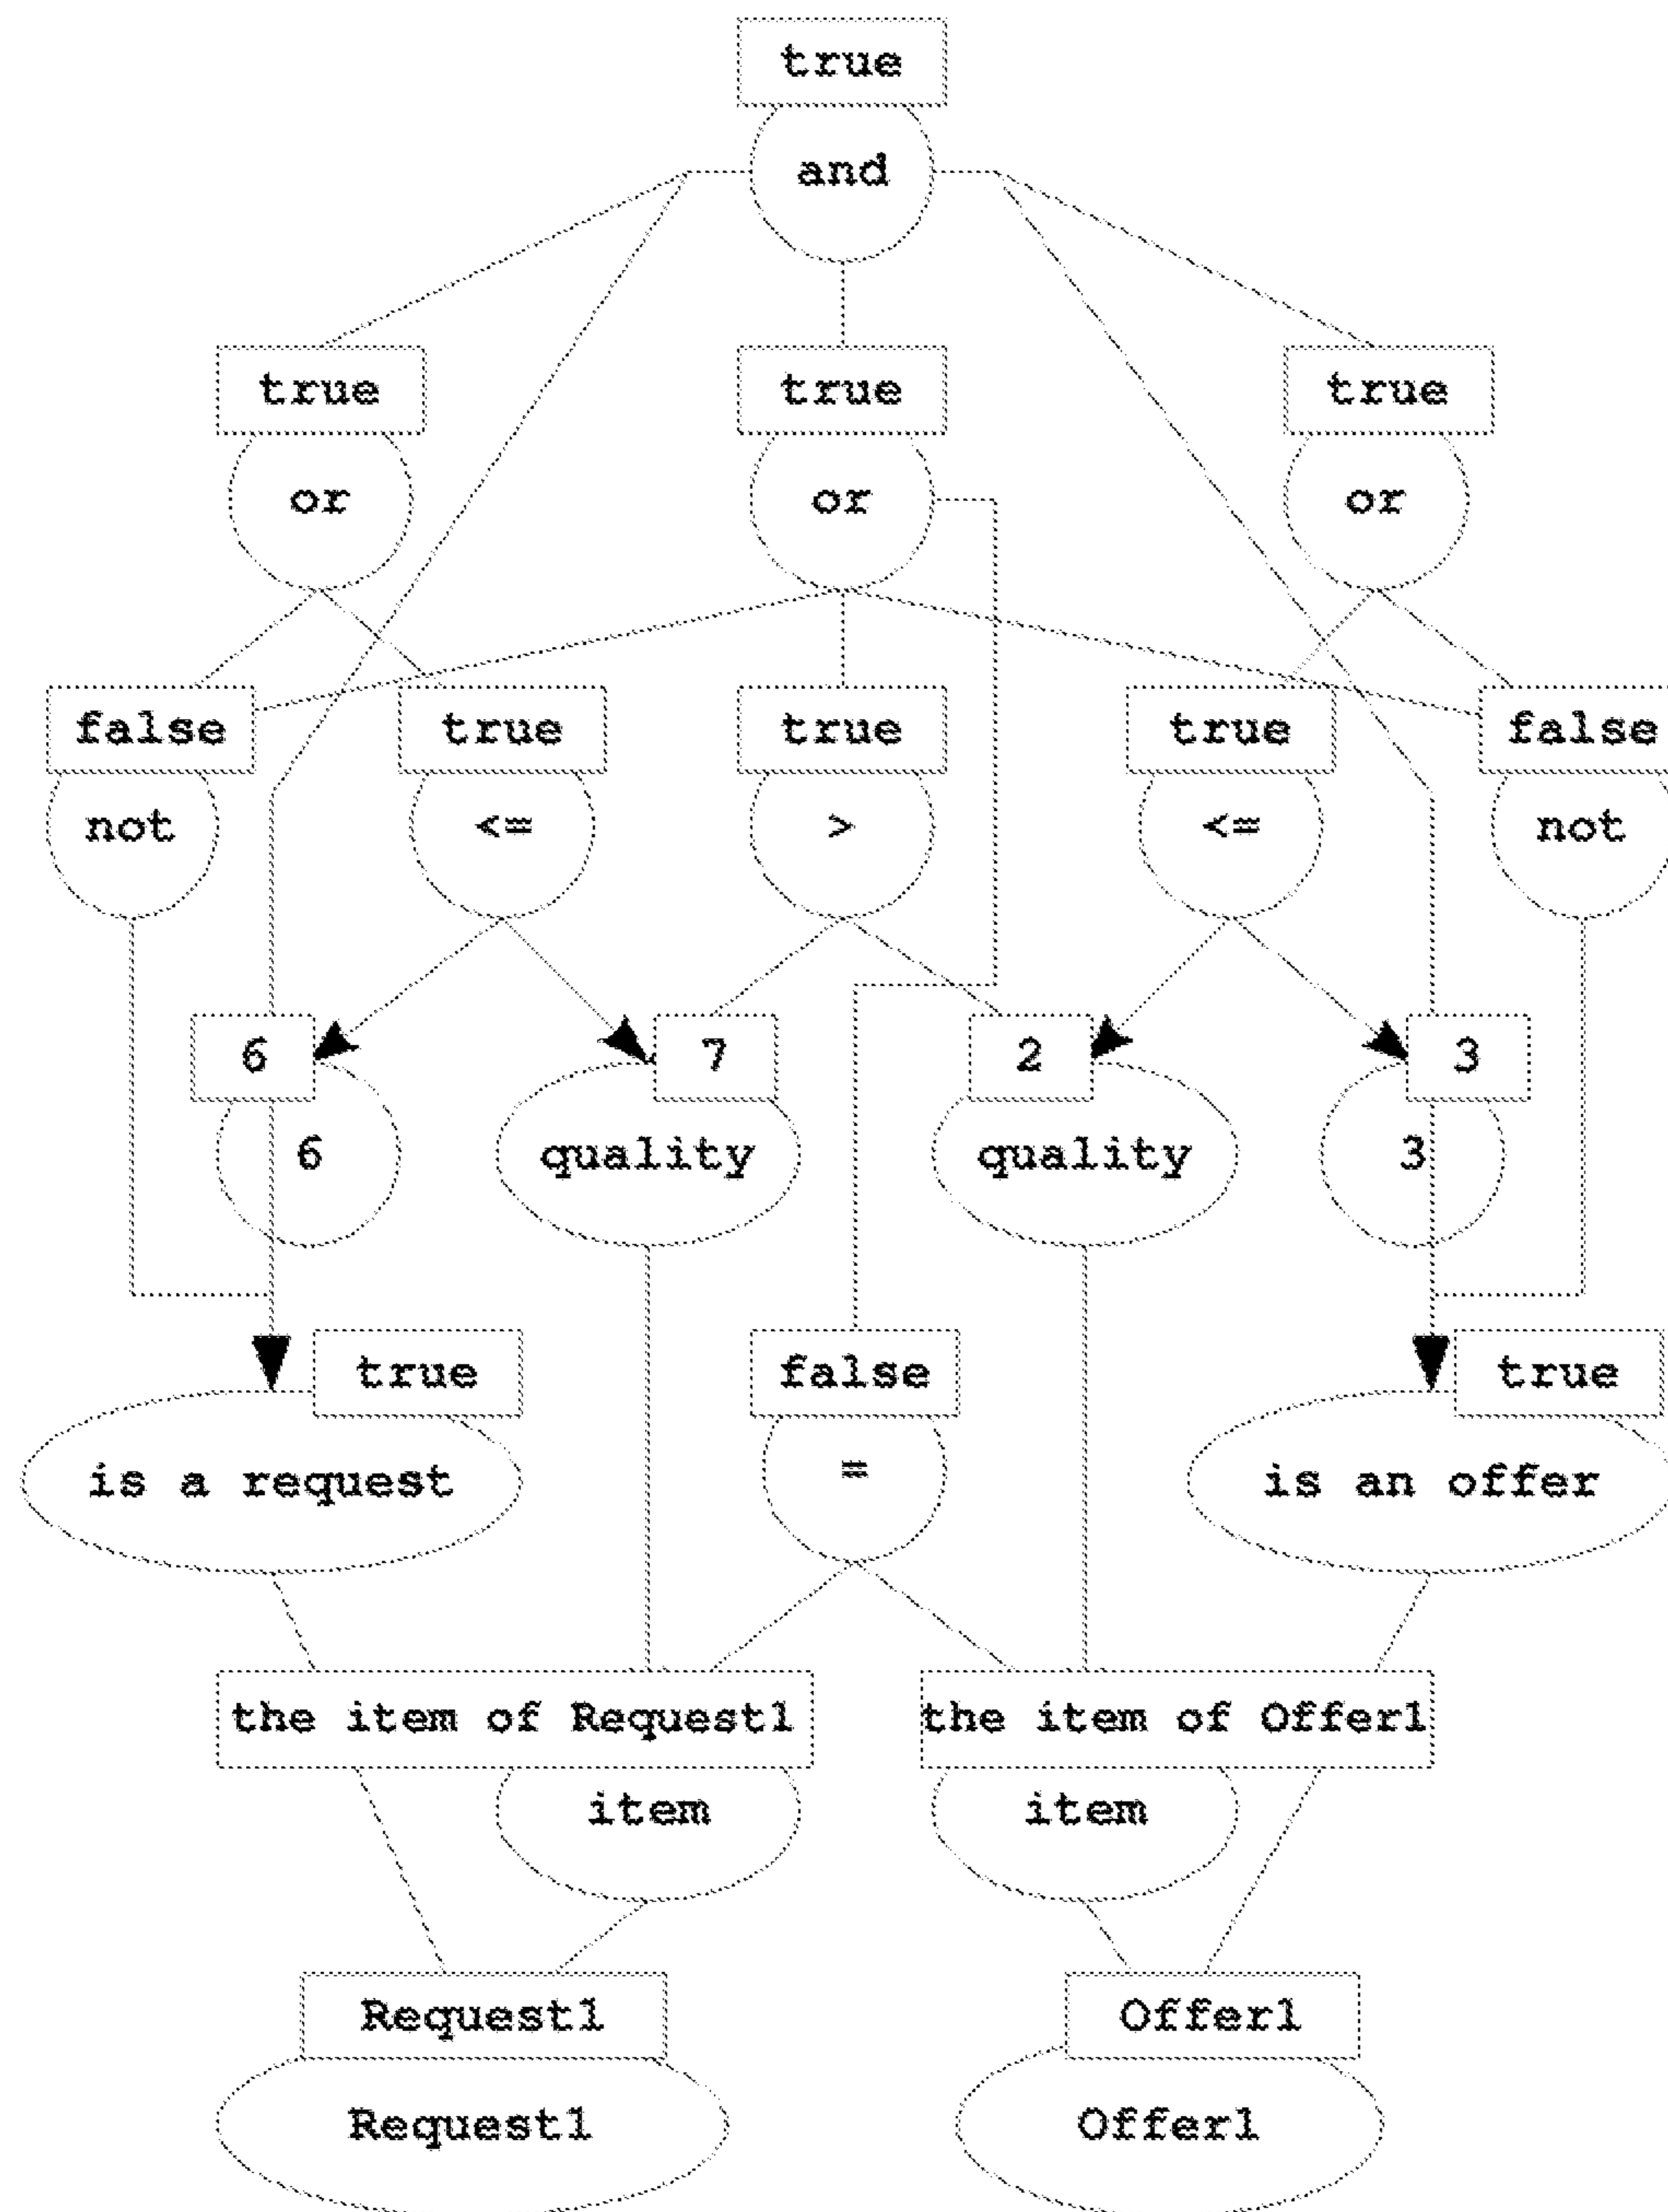 true
and
true true true
or or or
false true true true false
not <= > <= not
6 7 2 3
6 quality quality 3
true false true
is a request = is an offer
the item of Request1 the item of Offer1
item item
Request1 Offer1
Request1 Offer1